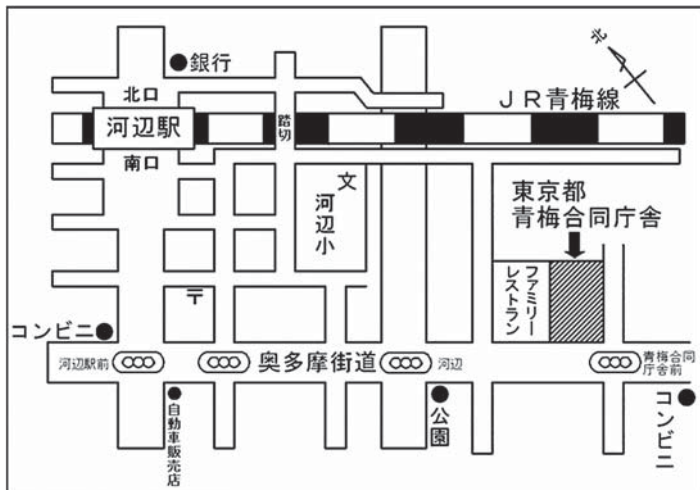 銀行
北
北口
JR青梅線
河辺駅
踏切
南口
文
河辺小
東京都
青梅合同庁舎
ファミリー
レストラン
〒
コンビニ
河辺駅前
奥多摩街道
河辺
青梅合同
庁舎前
自動車販売店
公園
コンビニ